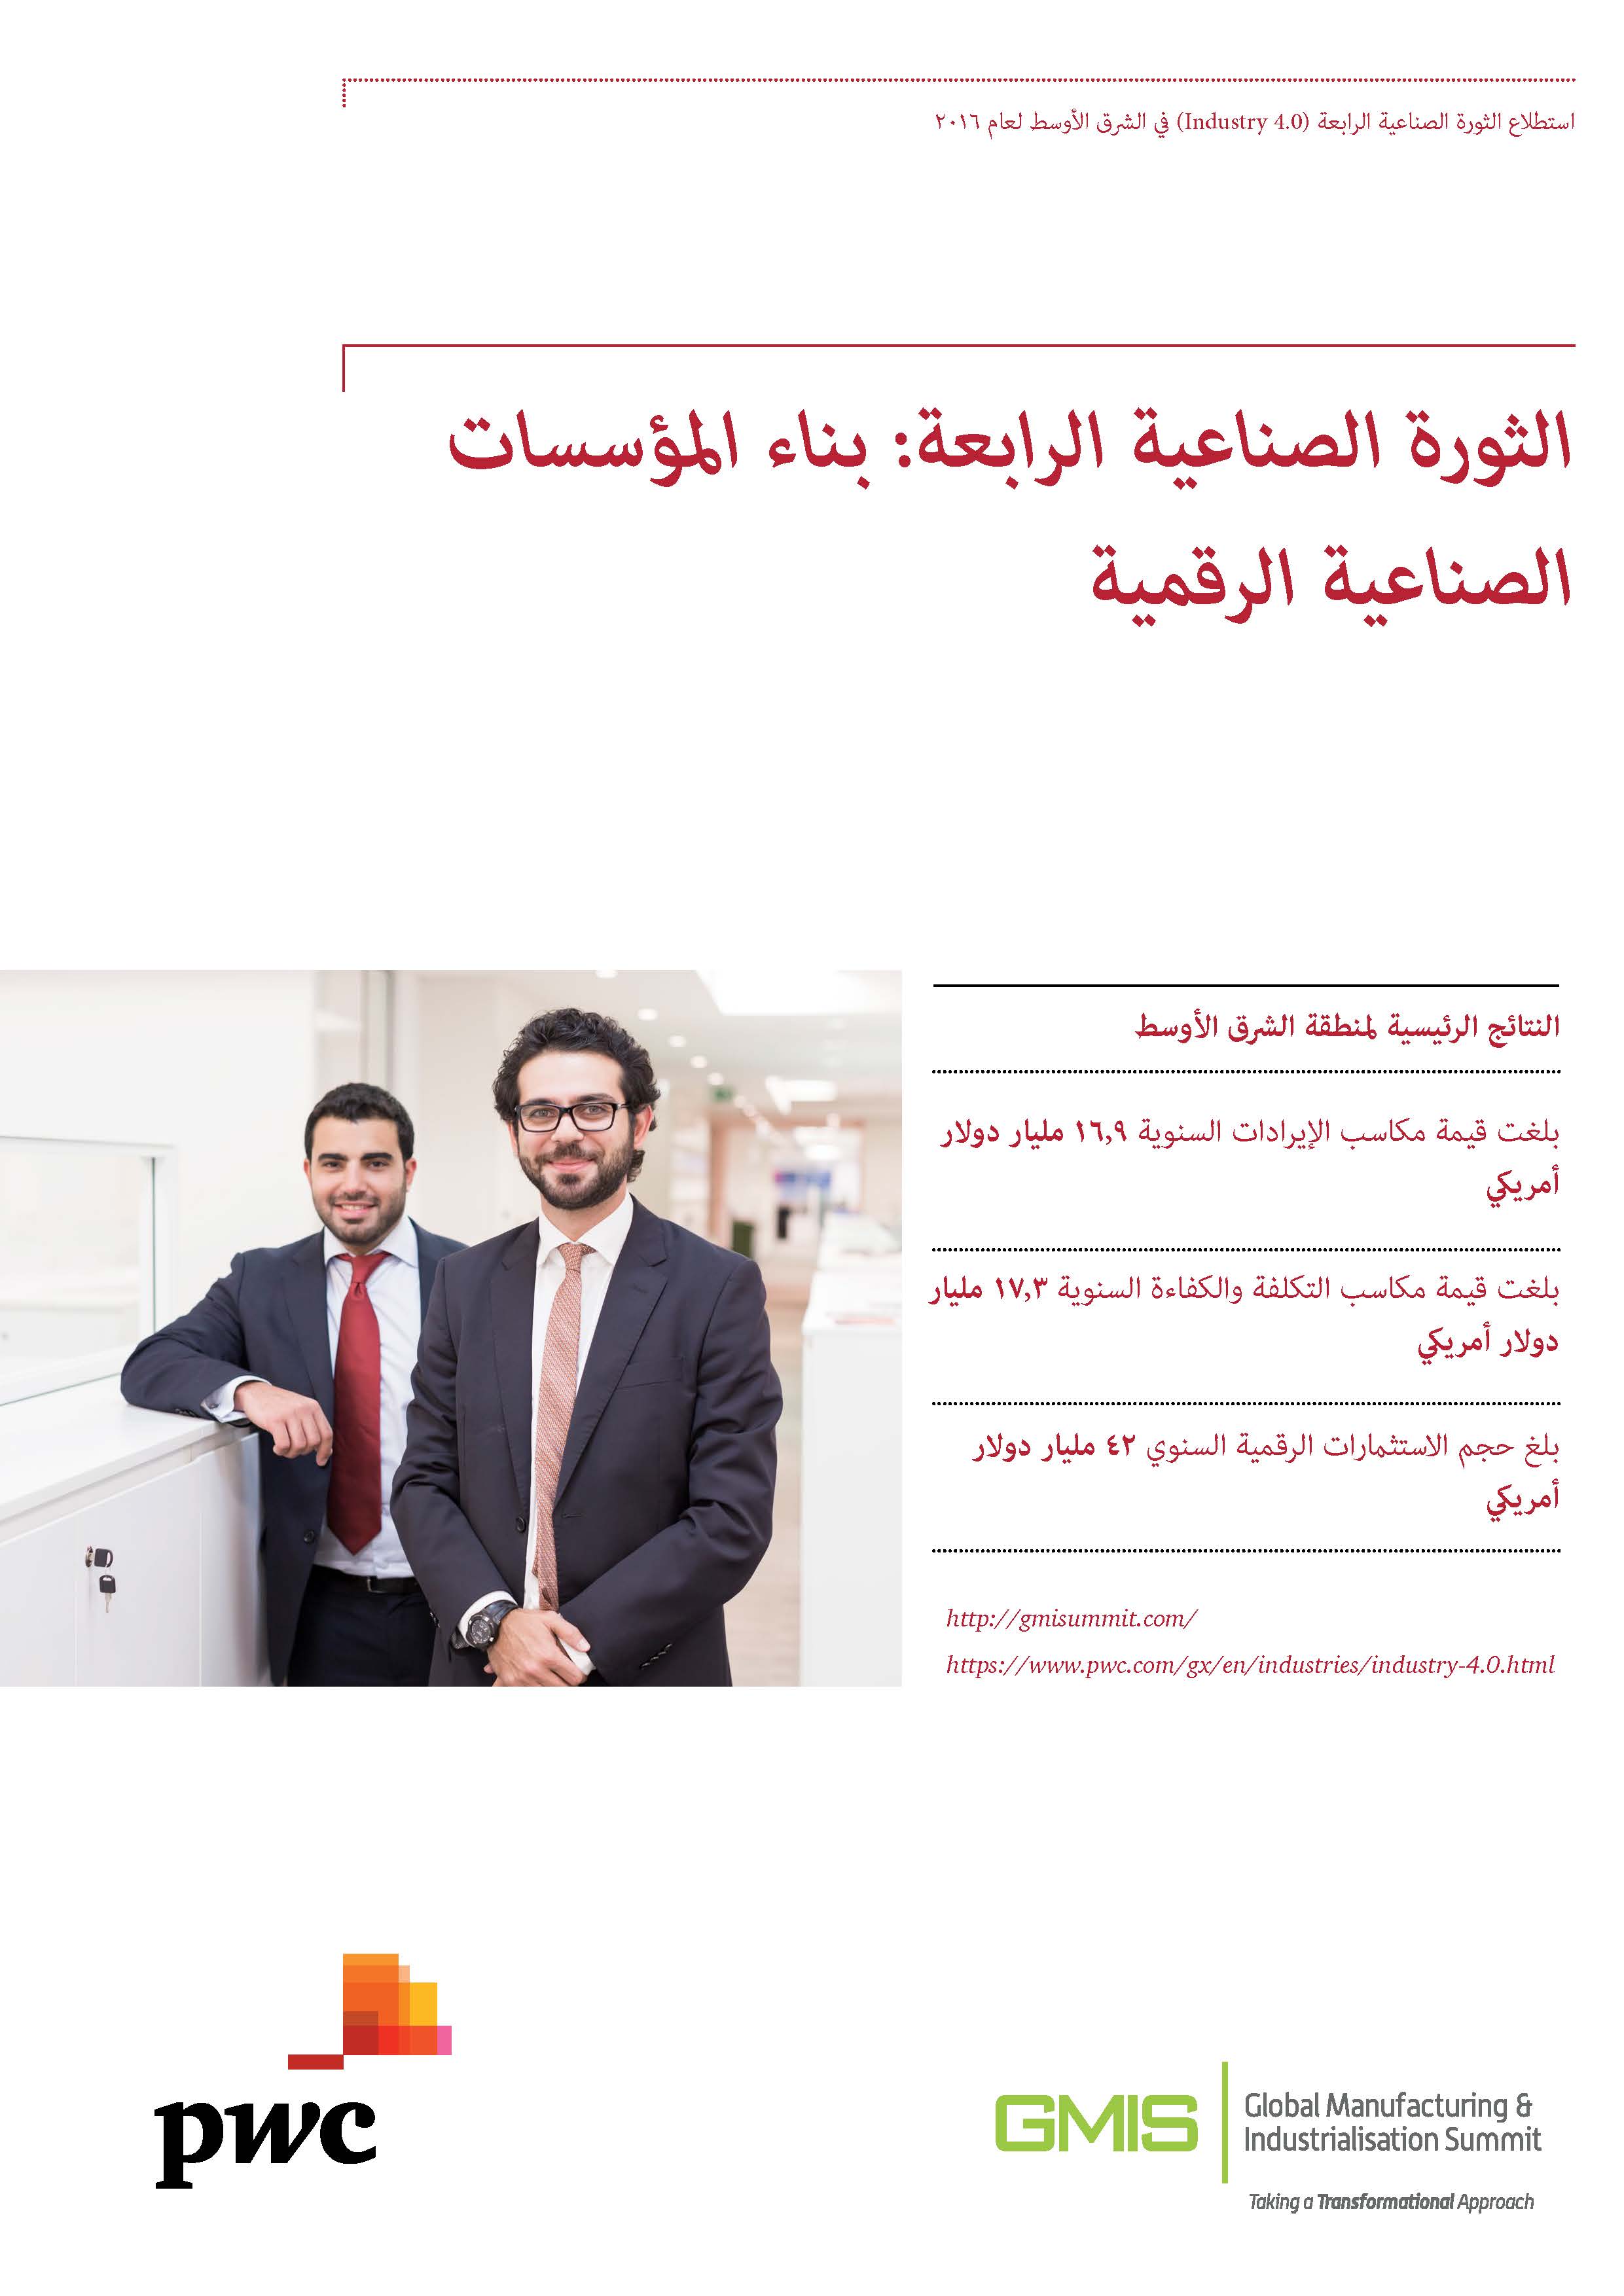 استطلاع الثورة الصناعية الرابعة (Industry 4.0) في الشرق الأوسط لعام ٢٠١٦
الثورة الصناعية الرابعة: بناء المؤسسات
الصناعية الرقمية
النتائج الرئيسية لمنطقة الشرق الأوسط
بلغت قيمة مكاسب الإيرادات السنوية ١٦,٩ مليار دولار
أمريكي
بلغت قيمة مكاسب التكلفة والكفاءة السنوية ١٧,٣ مليار
دولار أمريكي
بلغ حجم الاستثمارات الرقمية السنوي ٤٢ مليار دولار
أمريكي
http://gmisummit.com/
https://www.pwc.com/gx/en/industries/industry-4.0.html
pwc
GMIS
Global Manufacturing &
Industrialisation Summit
Taking a Transformational Approach